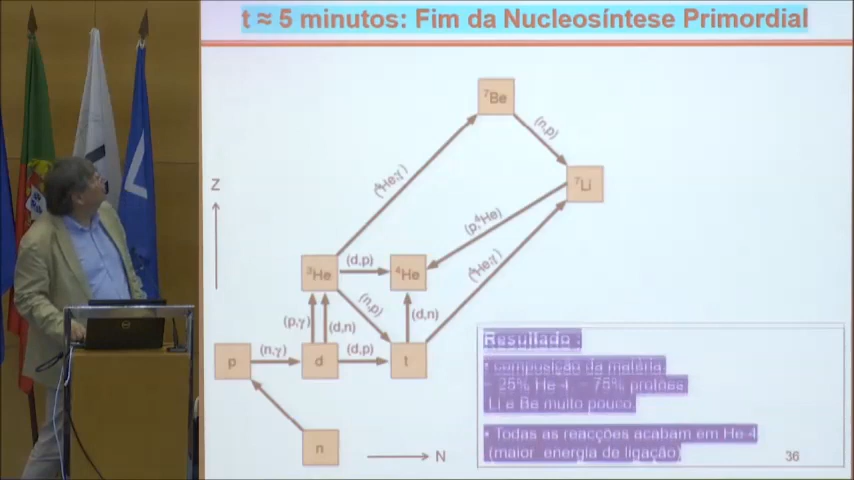 t ≈ 5 minutos: Fim da Nucleosíntese Primordial
⁷Be
(n,p)
⁷Li
(⁴He,γ)
Z
(p,⁴He)
³He
(d,p)
⁴He
(⁴He,γ)
(n,p)
(p,γ)
(d,n)
(d,n)
p
(n,γ)
d
(d,p)
t
n
N
Resultado :
• composição da matéria
~ 25% He 4 ~ 75% protões
Li e Be muito pouco.
• Todas as reacções acabam em He 4
(maior energia de ligação)
36
DELL